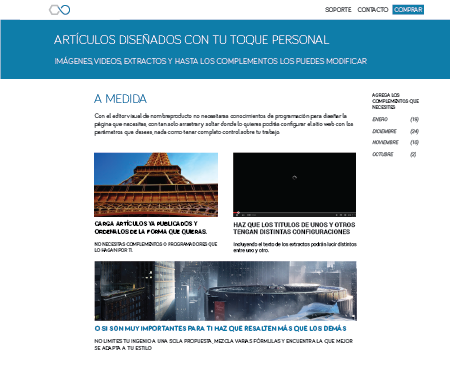 SOPORTE CONTACTO COMPRAR
ARTÍCULOS DISEÑADOS CON TU TOQUE PERSONAL
IMÁGENES, VIDEOS, EXTRACTOS Y HASTA LOS COMPLEMENTOS LOS PUEDES MODIFICAR
A MEDIDA
Con el editor visual de nombreproducto no necesitaras conocimientos de programación para diseñar la
página que necesitas, con tan solo arrastrar y soltar donde lo quieras podrás configurar el sitio web con los
parámetros que desees, nada como tener completo control sobre tu trabajo.
AGREGA LOS
COMPLEMENTOS QUE
NECESITES
ENERO (19)
DICIEMBRE (24)
NOVIEMBRE (10)
OCTUBRE (2)
CARGA ARTÍCULOS YA PUBLICADOS Y
ORDENALOS DE LA FORMA QUE QUIERAS.
NO NECESITAS COMPLEMENTOS O PROGRAMADORES QUE
LO HAGAN POR TI.
HAZ QUE LOS TITULOS DE UNOS Y OTROS
TENGAN DISTINTAS CONFIGURACIONES
Incluyendo el texto de los extractos podrás lucir distintos
entre uno y otro.
O SI SON MUY IMPORTANTES PARA TI HAZ QUE RESALTEN MÁS QUE LOS DEMÁS
NO LIMITES TU INGENIO A UNA SOLA PROPUESTA, MEZCLA VARIAS FÓRMULAS Y ENCUENTRA LA QUE MEJOR
SE ADAPTA A TU ESTILO